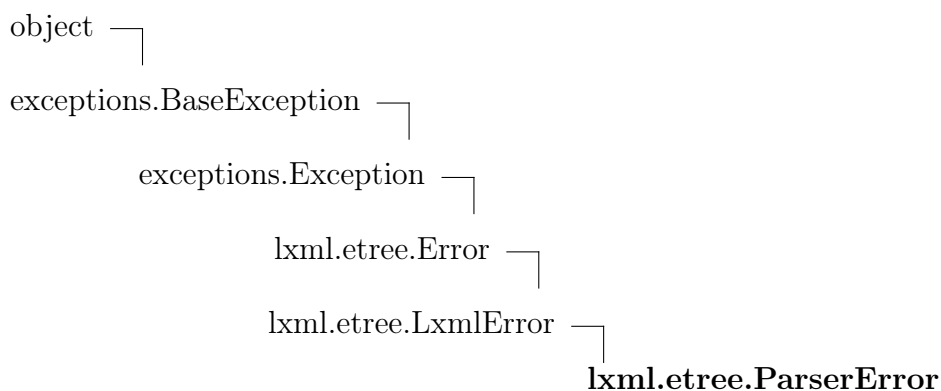 object
exceptions.BaseException
exceptions.Exception
lxml.etree.Error
lxml.etree.LxmlError
lxml.etree.ParserError